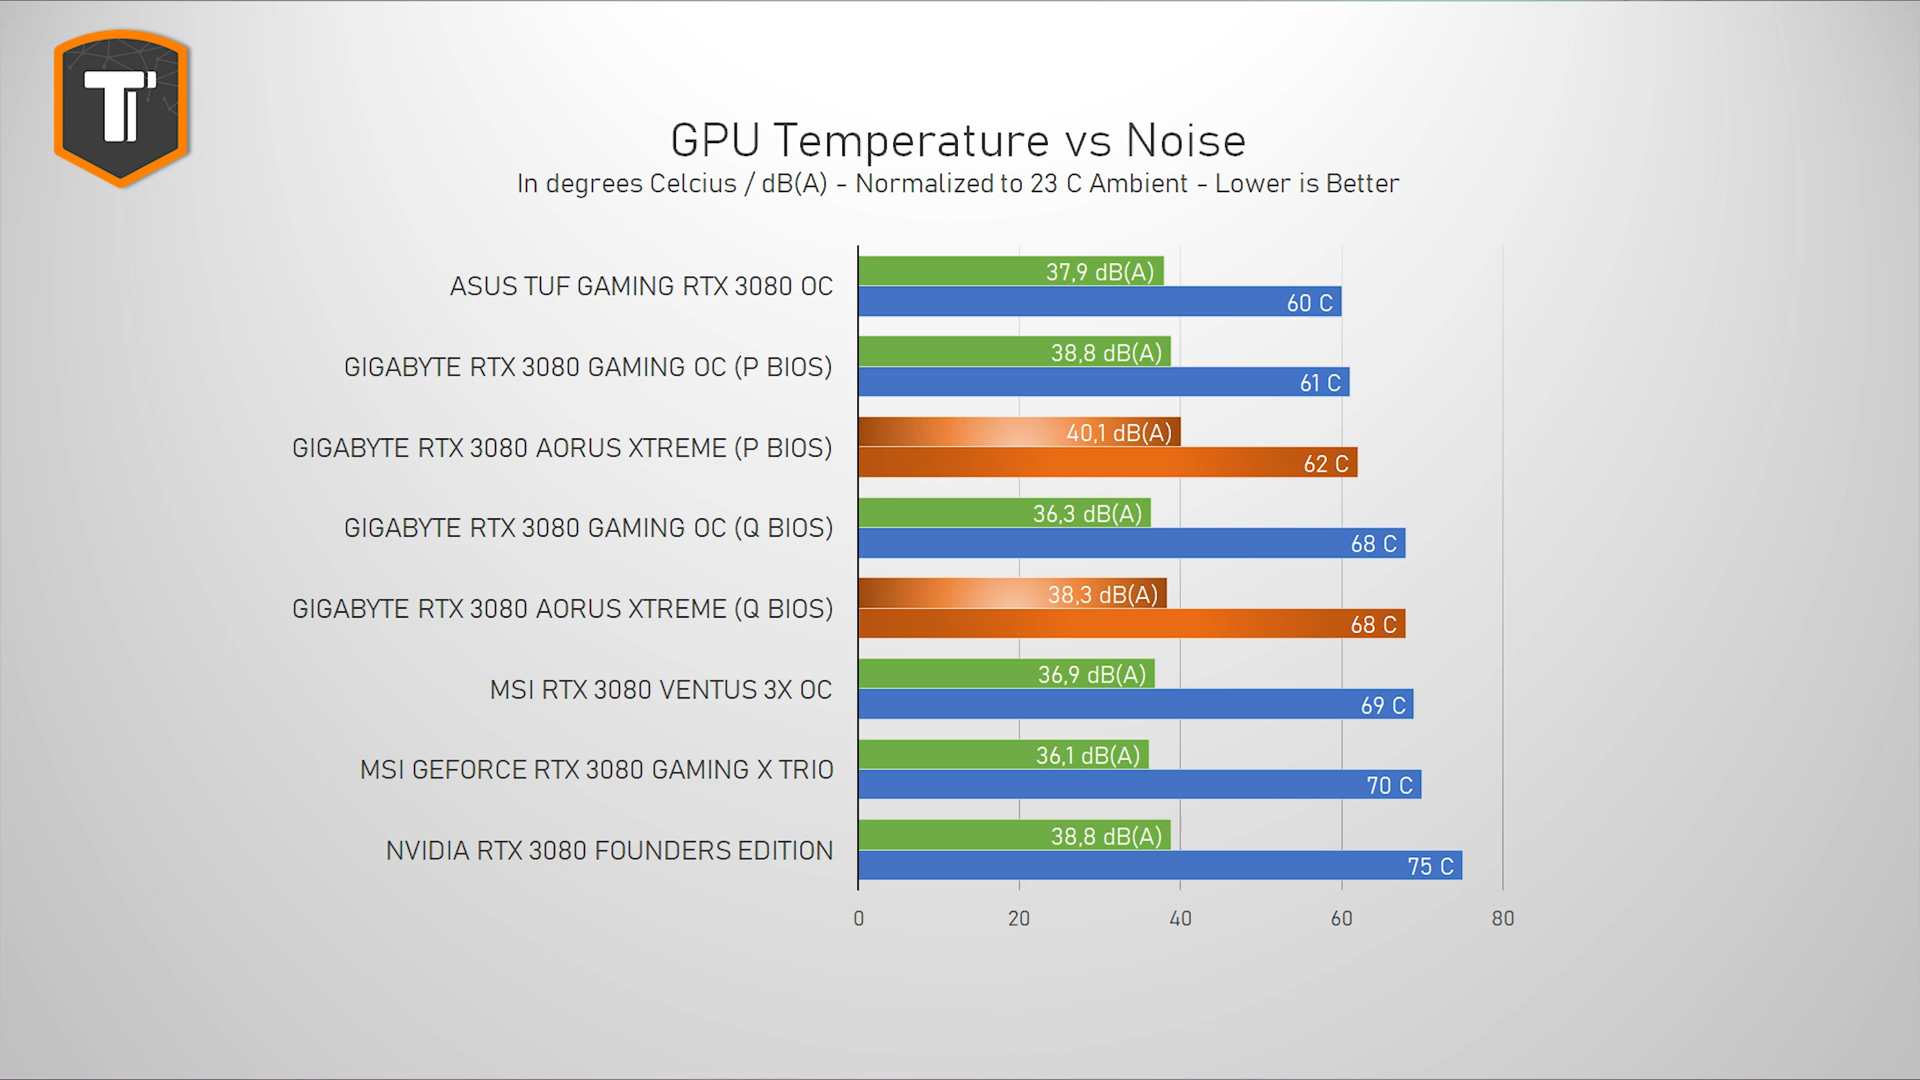 GPU Temperature vs Noise
In degrees Celcius / dB(A) - Normalized to 23 C Ambient - Lower is Better
ASUS TUF GAMING RTX 3080 OC
37,9 dB(A)
60 C
GIGABYTE RTX 3080 GAMING OC (P BIOS)
38,8 dB(A)
61 C
GIGABYTE RTX 3080 AORUS XTREME (P BIOS)
40,1 dB(A)
62 C
GIGABYTE RTX 3080 GAMING OC (Q BIOS)
36,3 dB(A)
68 C
GIGABYTE RTX 3080 AORUS XTREME (Q BIOS)
38,3 dB(A)
68 C
MSI RTX 3080 VENTUS 3X OC
36,9 dB(A)
69 C
MSI GEFORCE RTX 3080 GAMING X TRIO
36,1 dB(A)
70 C
NVIDIA RTX 3080 FOUNDERS EDITION
38,8 dB(A)
75 C
0 20 40 60 80